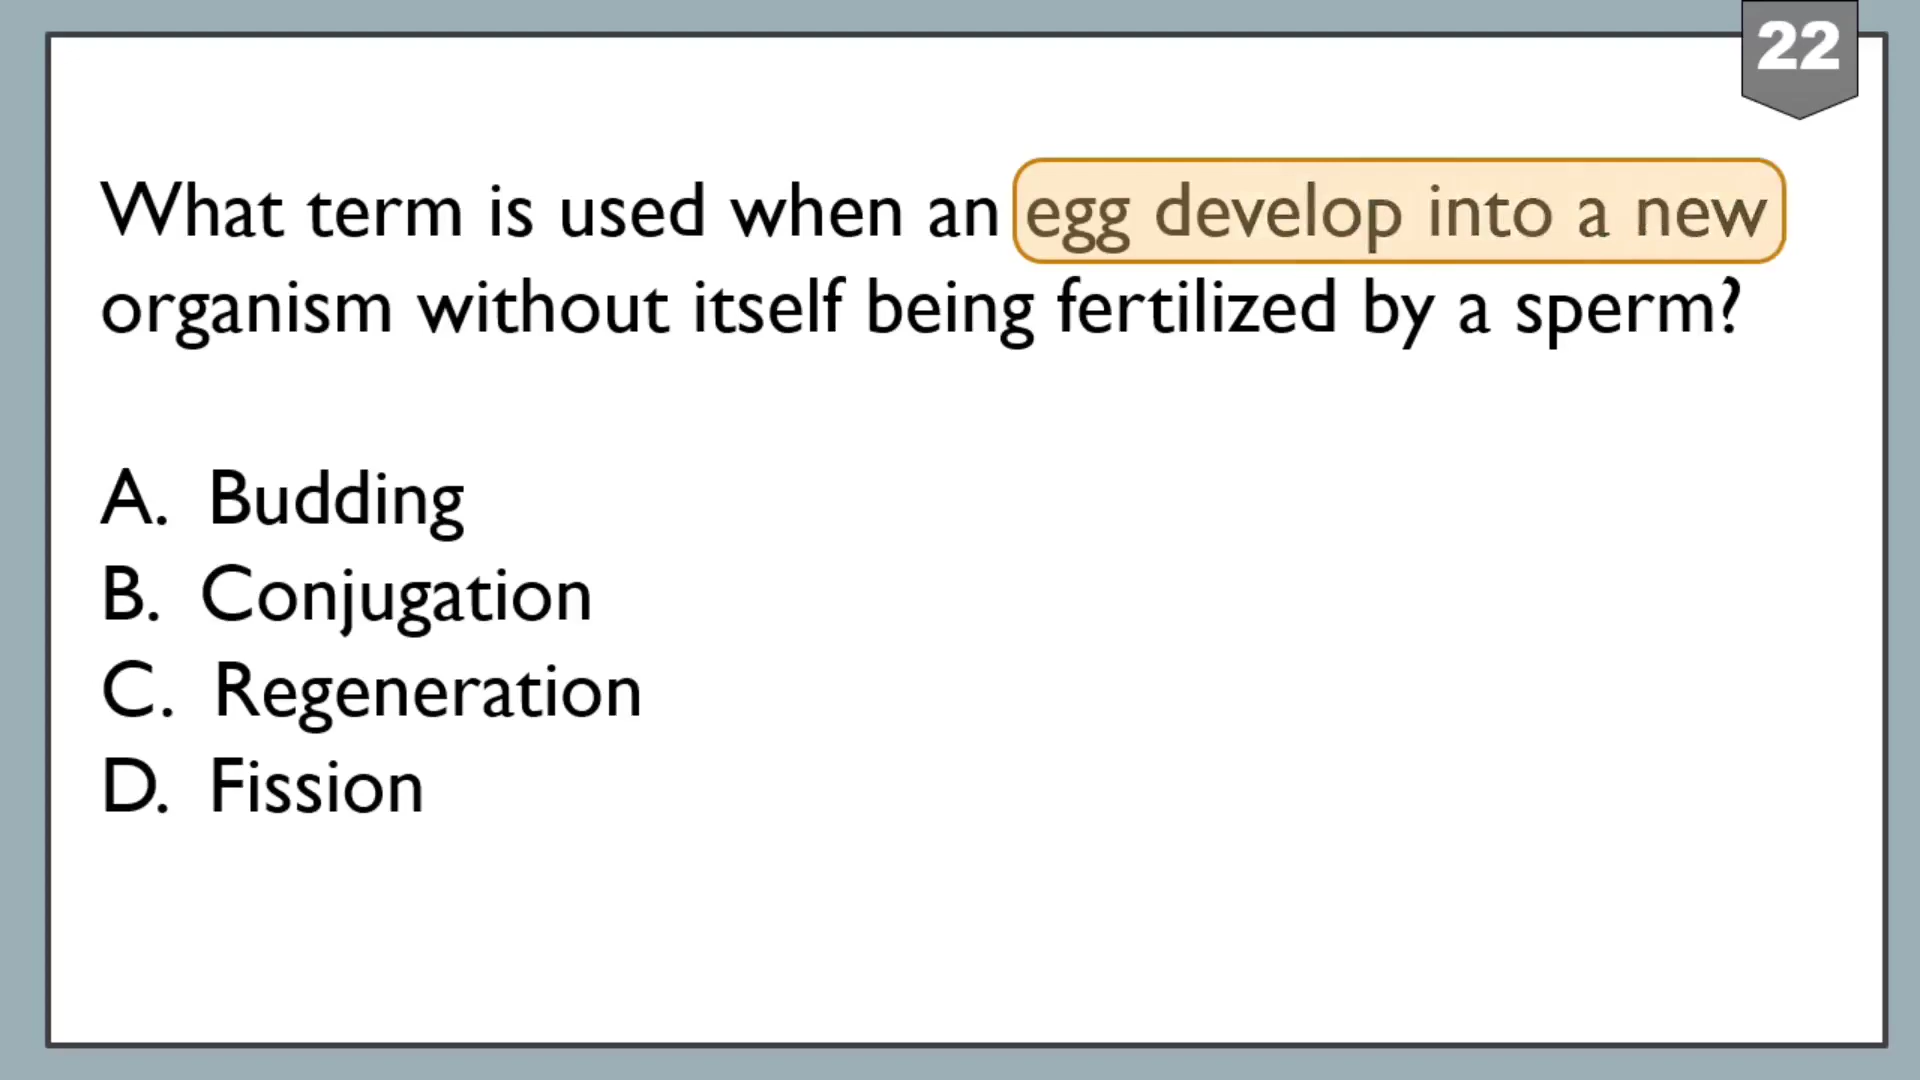 22
What term is used when an egg develop into a new
organism without itself being fertilized by a sperm?
A. Budding
B. Conjugation
C. Regeneration
D. Fission